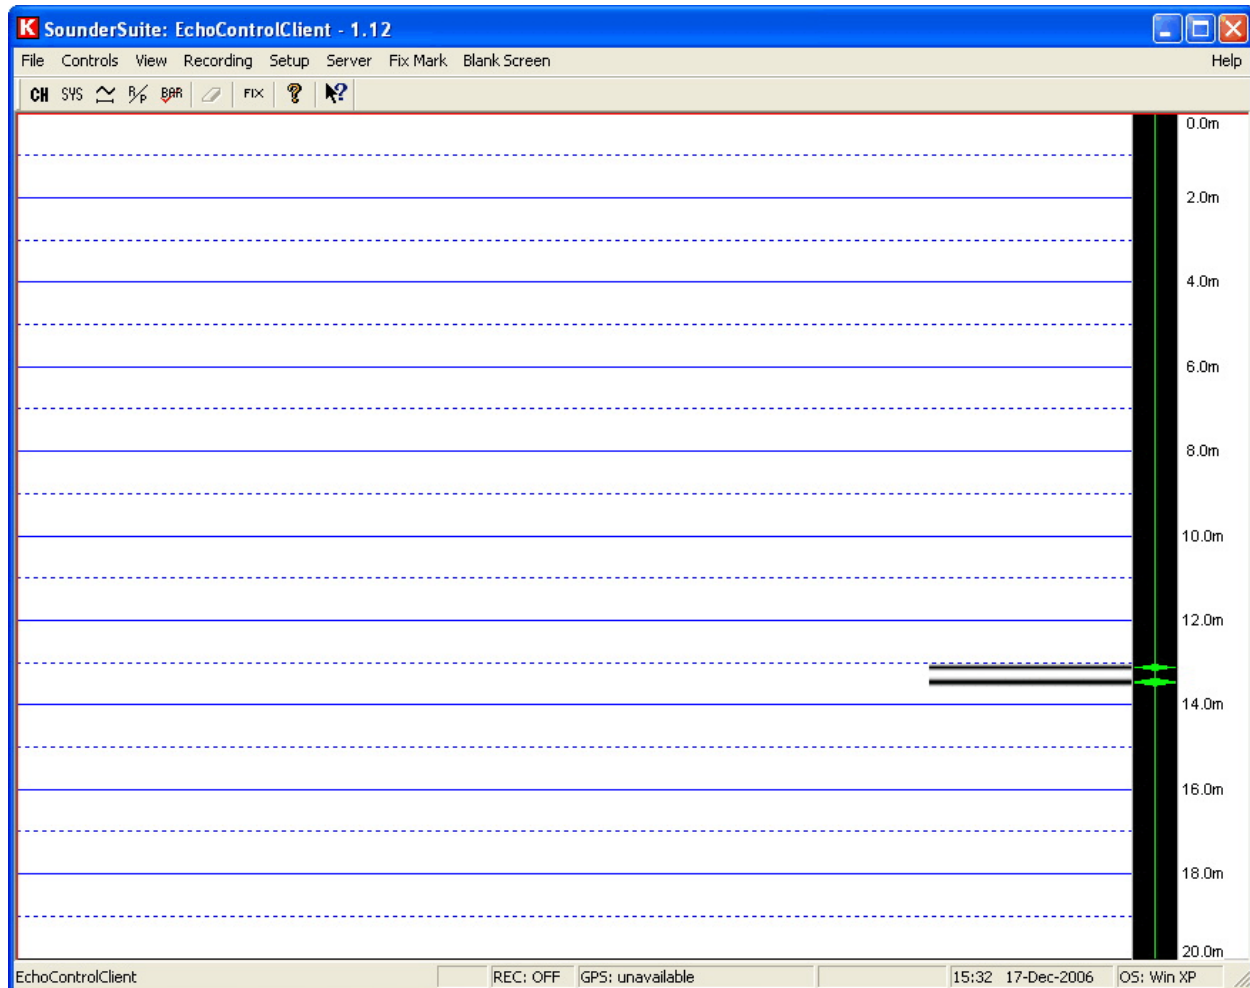 K SounderSuite: EchoControlClient - 1.12
File Controls View Recording Setup Server Fix Mark Blank Screen Help
CH SYS R/P BAR FIX ? ?
0.0m
2.0m
4.0m
6.0m
8.0m
10.0m
12.0m
14.0m
16.0m
18.0m
20.0m
EchoControlClient REC: OFF GPS: unavailable 15:32 17-Dec-2006 OS: Win XP